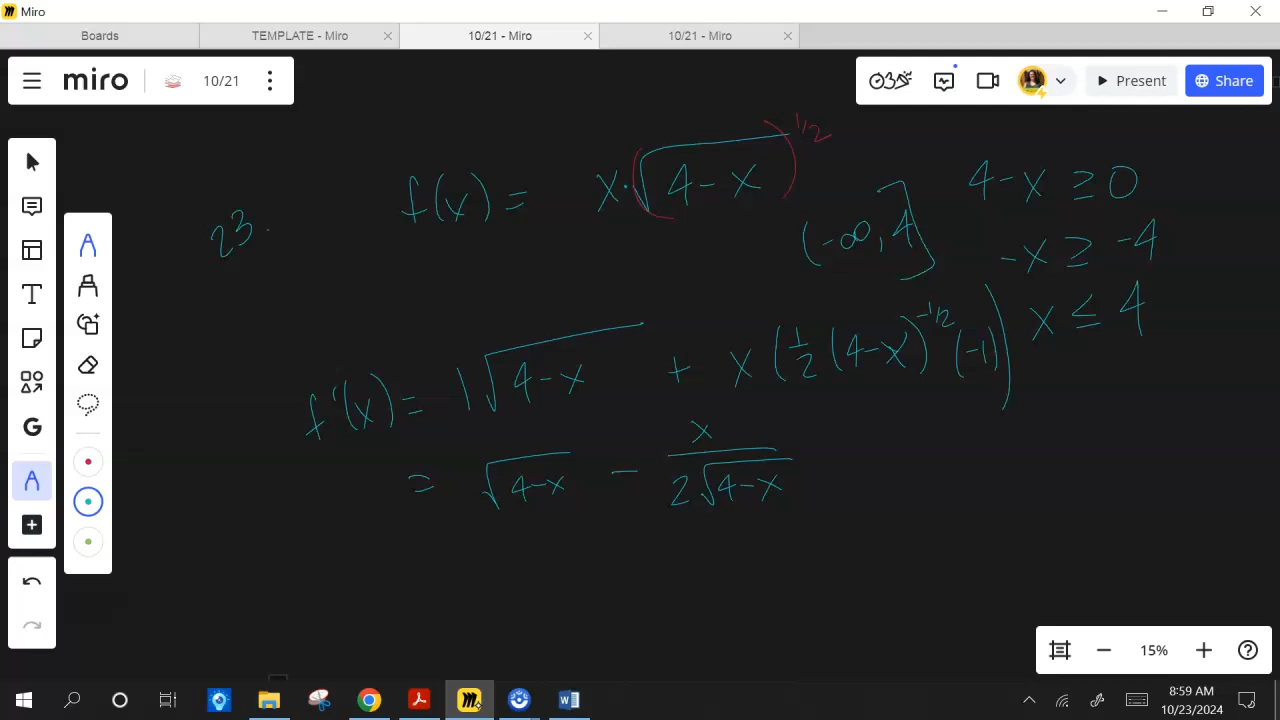 Miro
Boards
TEMPLATE - Miro
10/21 - Miro
10/21 - Miro
miro
10/21
Present
Share
23.
f(x) = x·(√(4-x))^1/2
4-x ≥ 0
(-∞, 4]
-x ≥ -4
x ≤ 4
f'(x) = 1√(4-x) + x(1/2 (4-x)^-1/2 (-1))
= √(4-x) - x/(2√(4-x))
15%
8:59 AM
10/23/2024